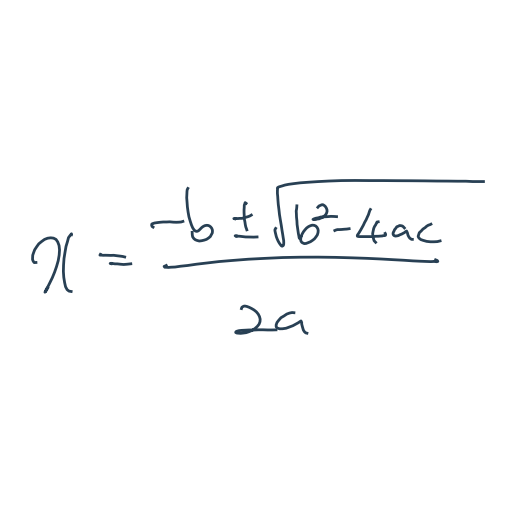 x = (-b ± √(b²-4ac)) / 2a